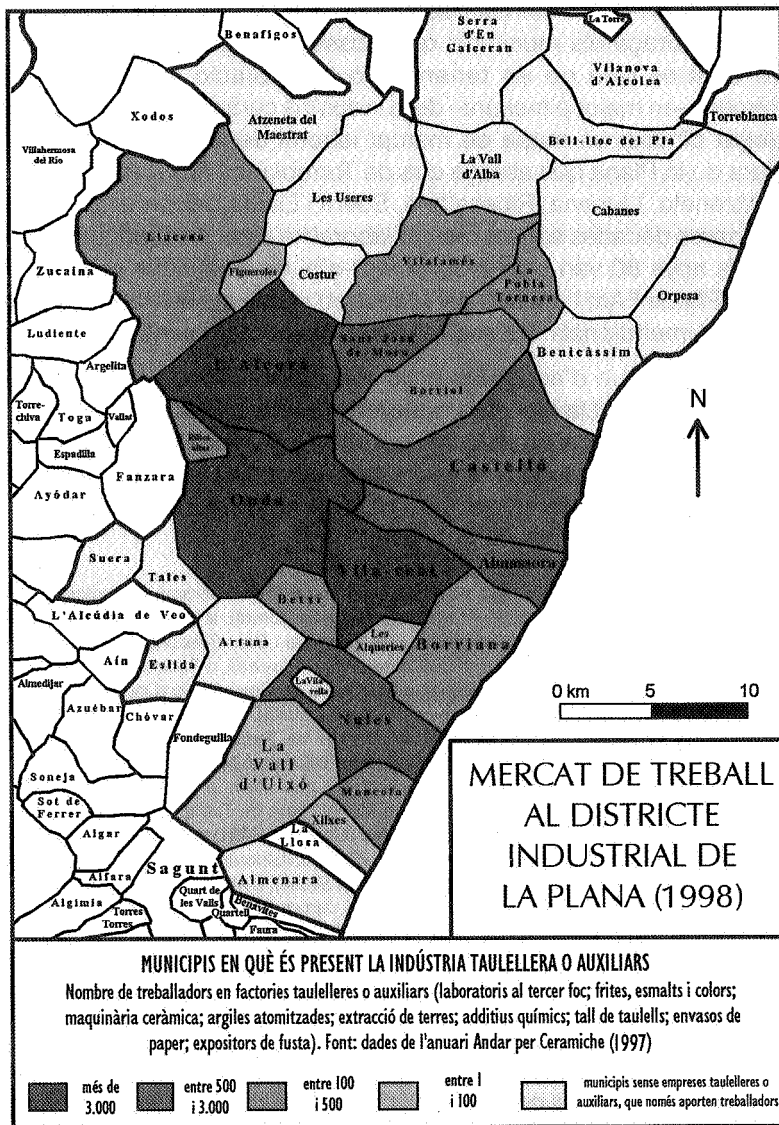 Benafigos
Serra
d'En
Galceran
La Torre
Vilanova
d'Alcolea
Torreblanca
Xodos
Atzeneta del
Maestrat
Bell-lloc del Pla
Villahermosa
del Río
La Vall
d'Alba
Les Useres
Cabanes
Llucena
Zucaina
Figueroles
Costur
Vilafamés
La
Pobla
Tornesa
Orpesa
Ludiente
Argelita
L'Alcora
Sant Joan
de Moró
Benicàssim
Borriol
N
Torre-
chiva
Toga
Vallat
Espadilla
Ribes-
albes
Fanzara
Castelló
Ayódar
Onda
Suera
Tales
Vila-real
Almassora
Betxí
L'Alcúdia de Veo
Artana
Les
Alqueries
Borriana
Aín
Eslida
Almedíjar
La Vila
vella
Azuébar
Chóvar
Fondeguilla
Nules
0 km 5 10
La
Vall
d'Uixó
Soneja
Moncofa
Sot de
Ferrer
Xilxes
Algar
La
Llosa
Sagunt
Alfara
Almenara
Algimia
Quart de
les Valls
Benavites
Torres
Torres
Quartell
Faura
MERCAT DE TREBALL
AL DISTRICTE
INDUSTRIAL DE
LA PLANA (1998)
MUNICIPIS EN QUÈ ÉS PRESENT LA INDÚSTRIA TAULELLERA O AUXILIARS
Nombre de treballadors en factories taulelleres o auxiliars (laboratoris al tercer foc; frites, esmalts i colors;
maquinària ceràmica; argiles atomitzades; extracció de terres; additius químics; tall de taulells; envasos de
paper; expositors de fusta). Font: dades de l'anuari Andar per Ceramiche (1997)
més de
3.000
entre 500
i 3.000
entre 100
i 500
entre 1
i 100
municipis sense empreses taulelleres o
auxiliars, que només aporten treballadors